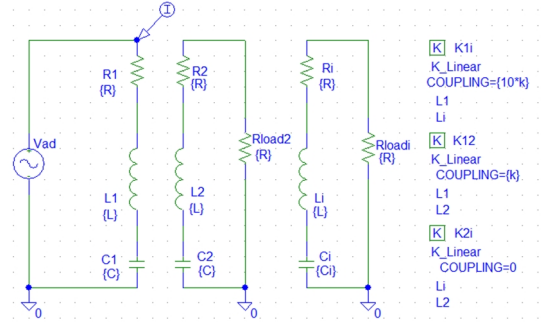 I
R1
{R}
R2
{R}
Ri
{R}
Vad
Rload2
{R}
Rloadi
{R}
L1
{L}
L2
{L}
Li
{L}
C1
{C}
C2
{C}
Ci
{Ci}
0
0
0
K K1i
K_Linear
COUPLING={10*k}
L1
Li
K K12
K_Linear
COUPLING={k}
L1
L2
K K2i
K_Linear
COUPLING=0
Li
L2